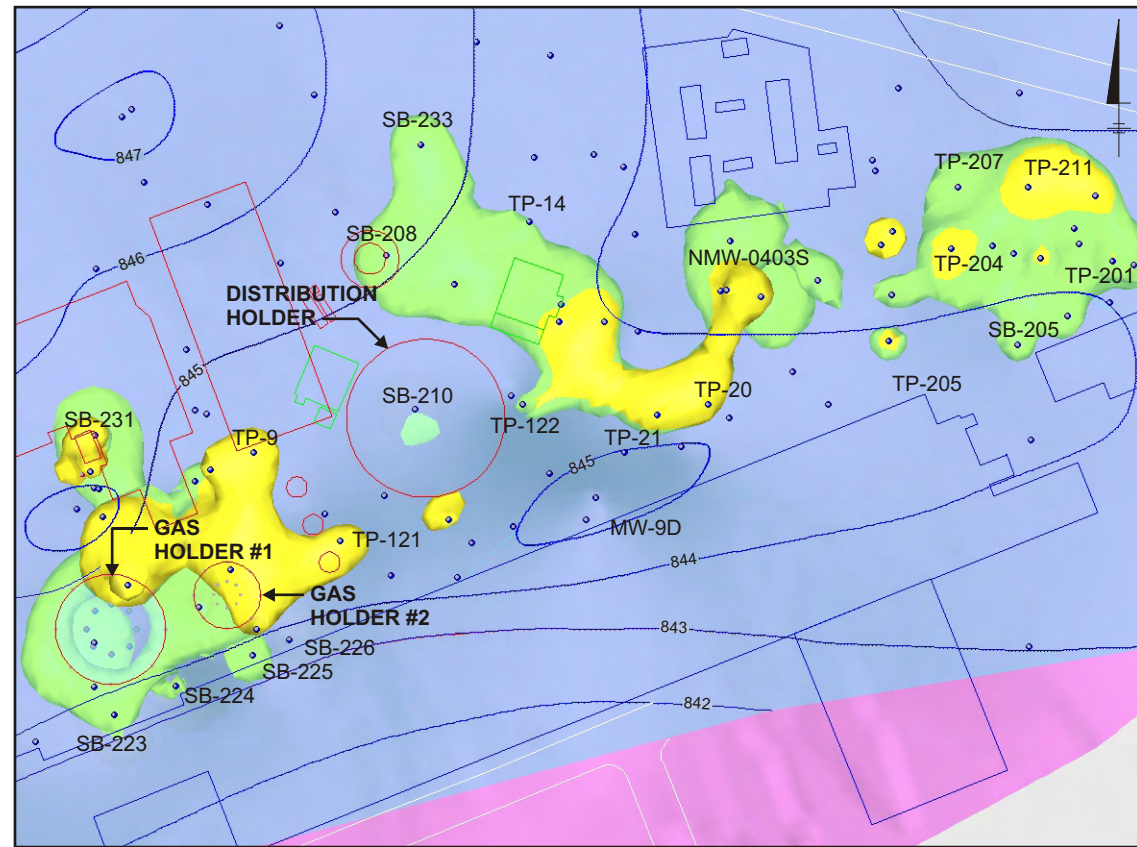 SB-233
847
TP-207
TP-211
TP-14
SB-208
846
NMW-0403S
TP-204
TP-201
DISTRIBUTION
HOLDER
SB-205
845
SB-210
TP-20
TP-205
SB-231
TP-122
TP-9
TP-21
845
GAS
HOLDER #1
TP-121
MW-9D
844
GAS
HOLDER #2
843
SB-226
SB-225
SB-224
842
SB-223